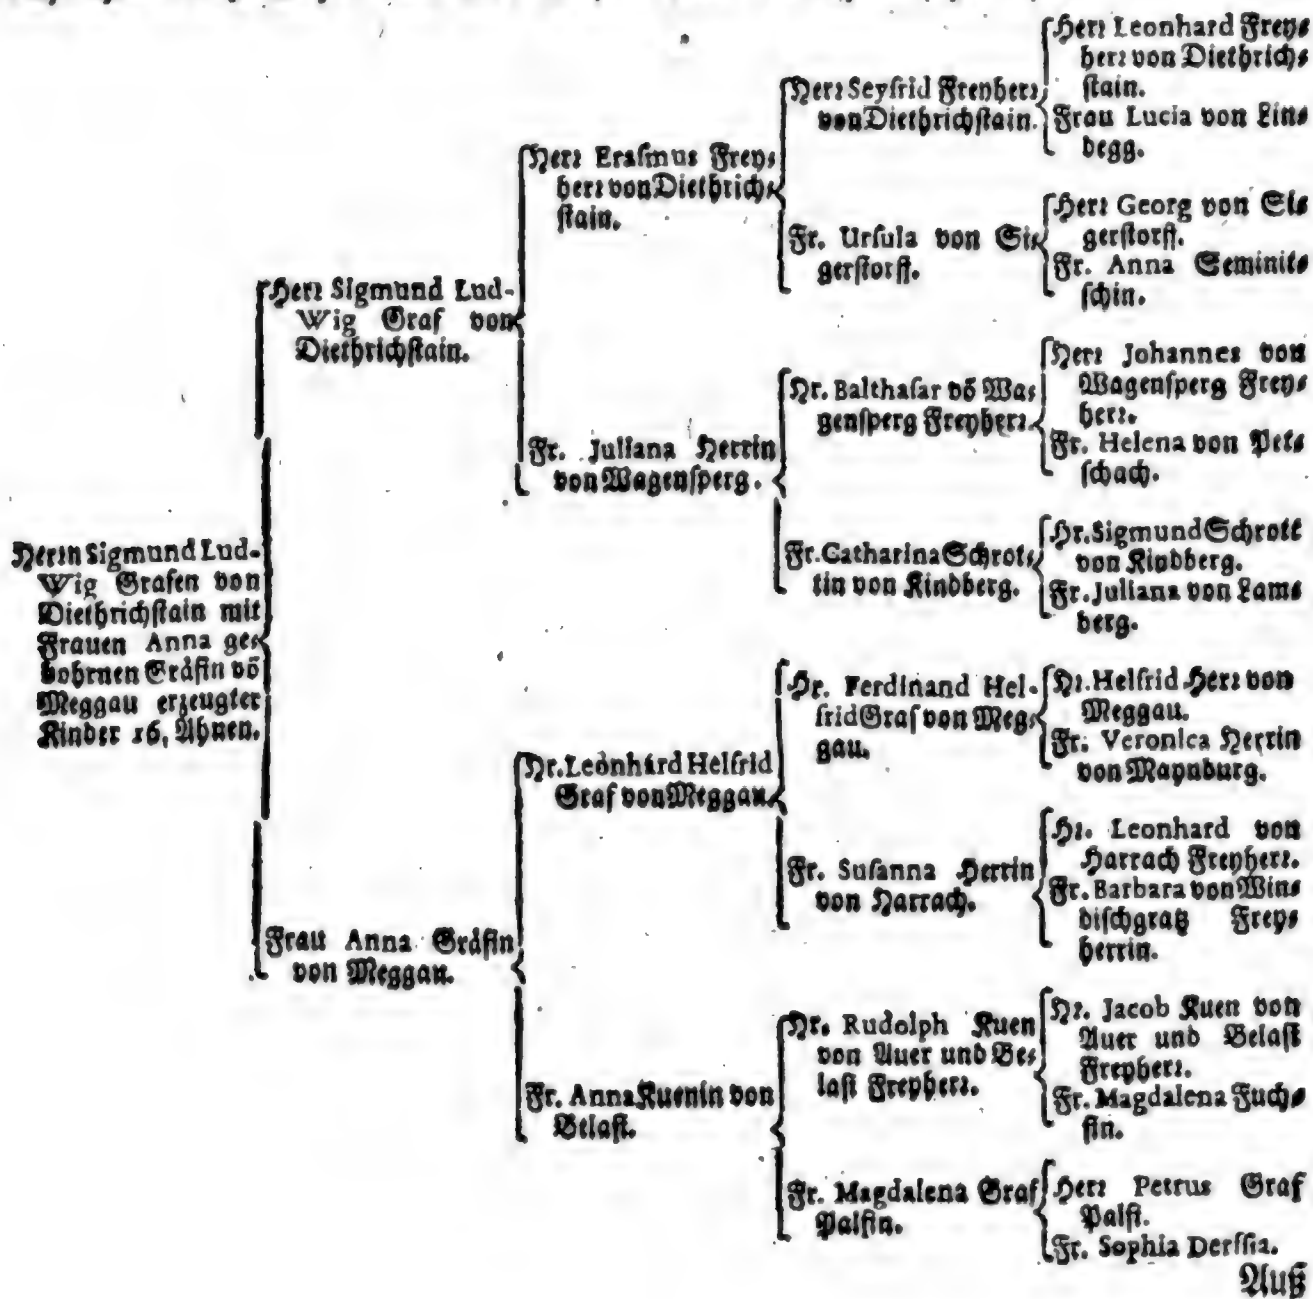 Herrn Sigmund Lud-
Wig Grafen von
Diethrichstain mit
Frauen Anna ge-
bohrnen Gräfin võ
Meggau erzeugter
Kinder 16. Ahnen.
Herr Sigmund Lud-
Wig Graf von
Diethrichstain.
Frau Anna Gräfin
von Meggau.
Herr Erasmus Frey-
herr von Diethrich-
stain.
Fr. Juliana Herrin
von Wagensperg.
Hr. Leonhard Helfrid
Graf von Meggau.
Fr. Anna Kuenin von
Belast.
Herr Seyfrid Freyherr
von Diethrichstain.
Fr. Ursula von Si-
gerstorff.
Hr. Balthasar võ Wa-
gensperg Freyherr.
Fr. Catharina Schrot-
tin von Kindberg.
Hr. Ferdinand Hel-
frid Graf von Meg-
gau.
Fr. Susanna Herrin
von Harrach.
Hr. Rudolph Kuen
von Auer und Be-
last Freyherr.
Fr. Magdalena Graf
Palfin.
Herr Leonhard Frey-
herr von Diethrich-
stain.
Frau Lucia von Lin-
degg.
Herr Georg von Si-
gerstorff.
Fr. Anna Seminit-
schin.
Herr Johannes von
Wagensperg Frey-
herr.
Fr. Helena von Pet-
schach.
Hr. Sigmund Schrott
von Kindberg.
Fr. Juliana von Lam-
berg.
Hr. Helfrid Herr von
Meggau.
Fr. Veronica Herrin
von Maynburg.
Hr. Leonhard von
Harrach Freyherr.
Fr. Barbara von Win-
dischgratz Frey-
herrin.
Hr. Jacob Kuen von
Auer und Belast
Freyherr.
Fr. Magdalena Fuch-
sin.
Herr Petrus Graf
Palfi.
Fr. Sophia Derssia.
Auß